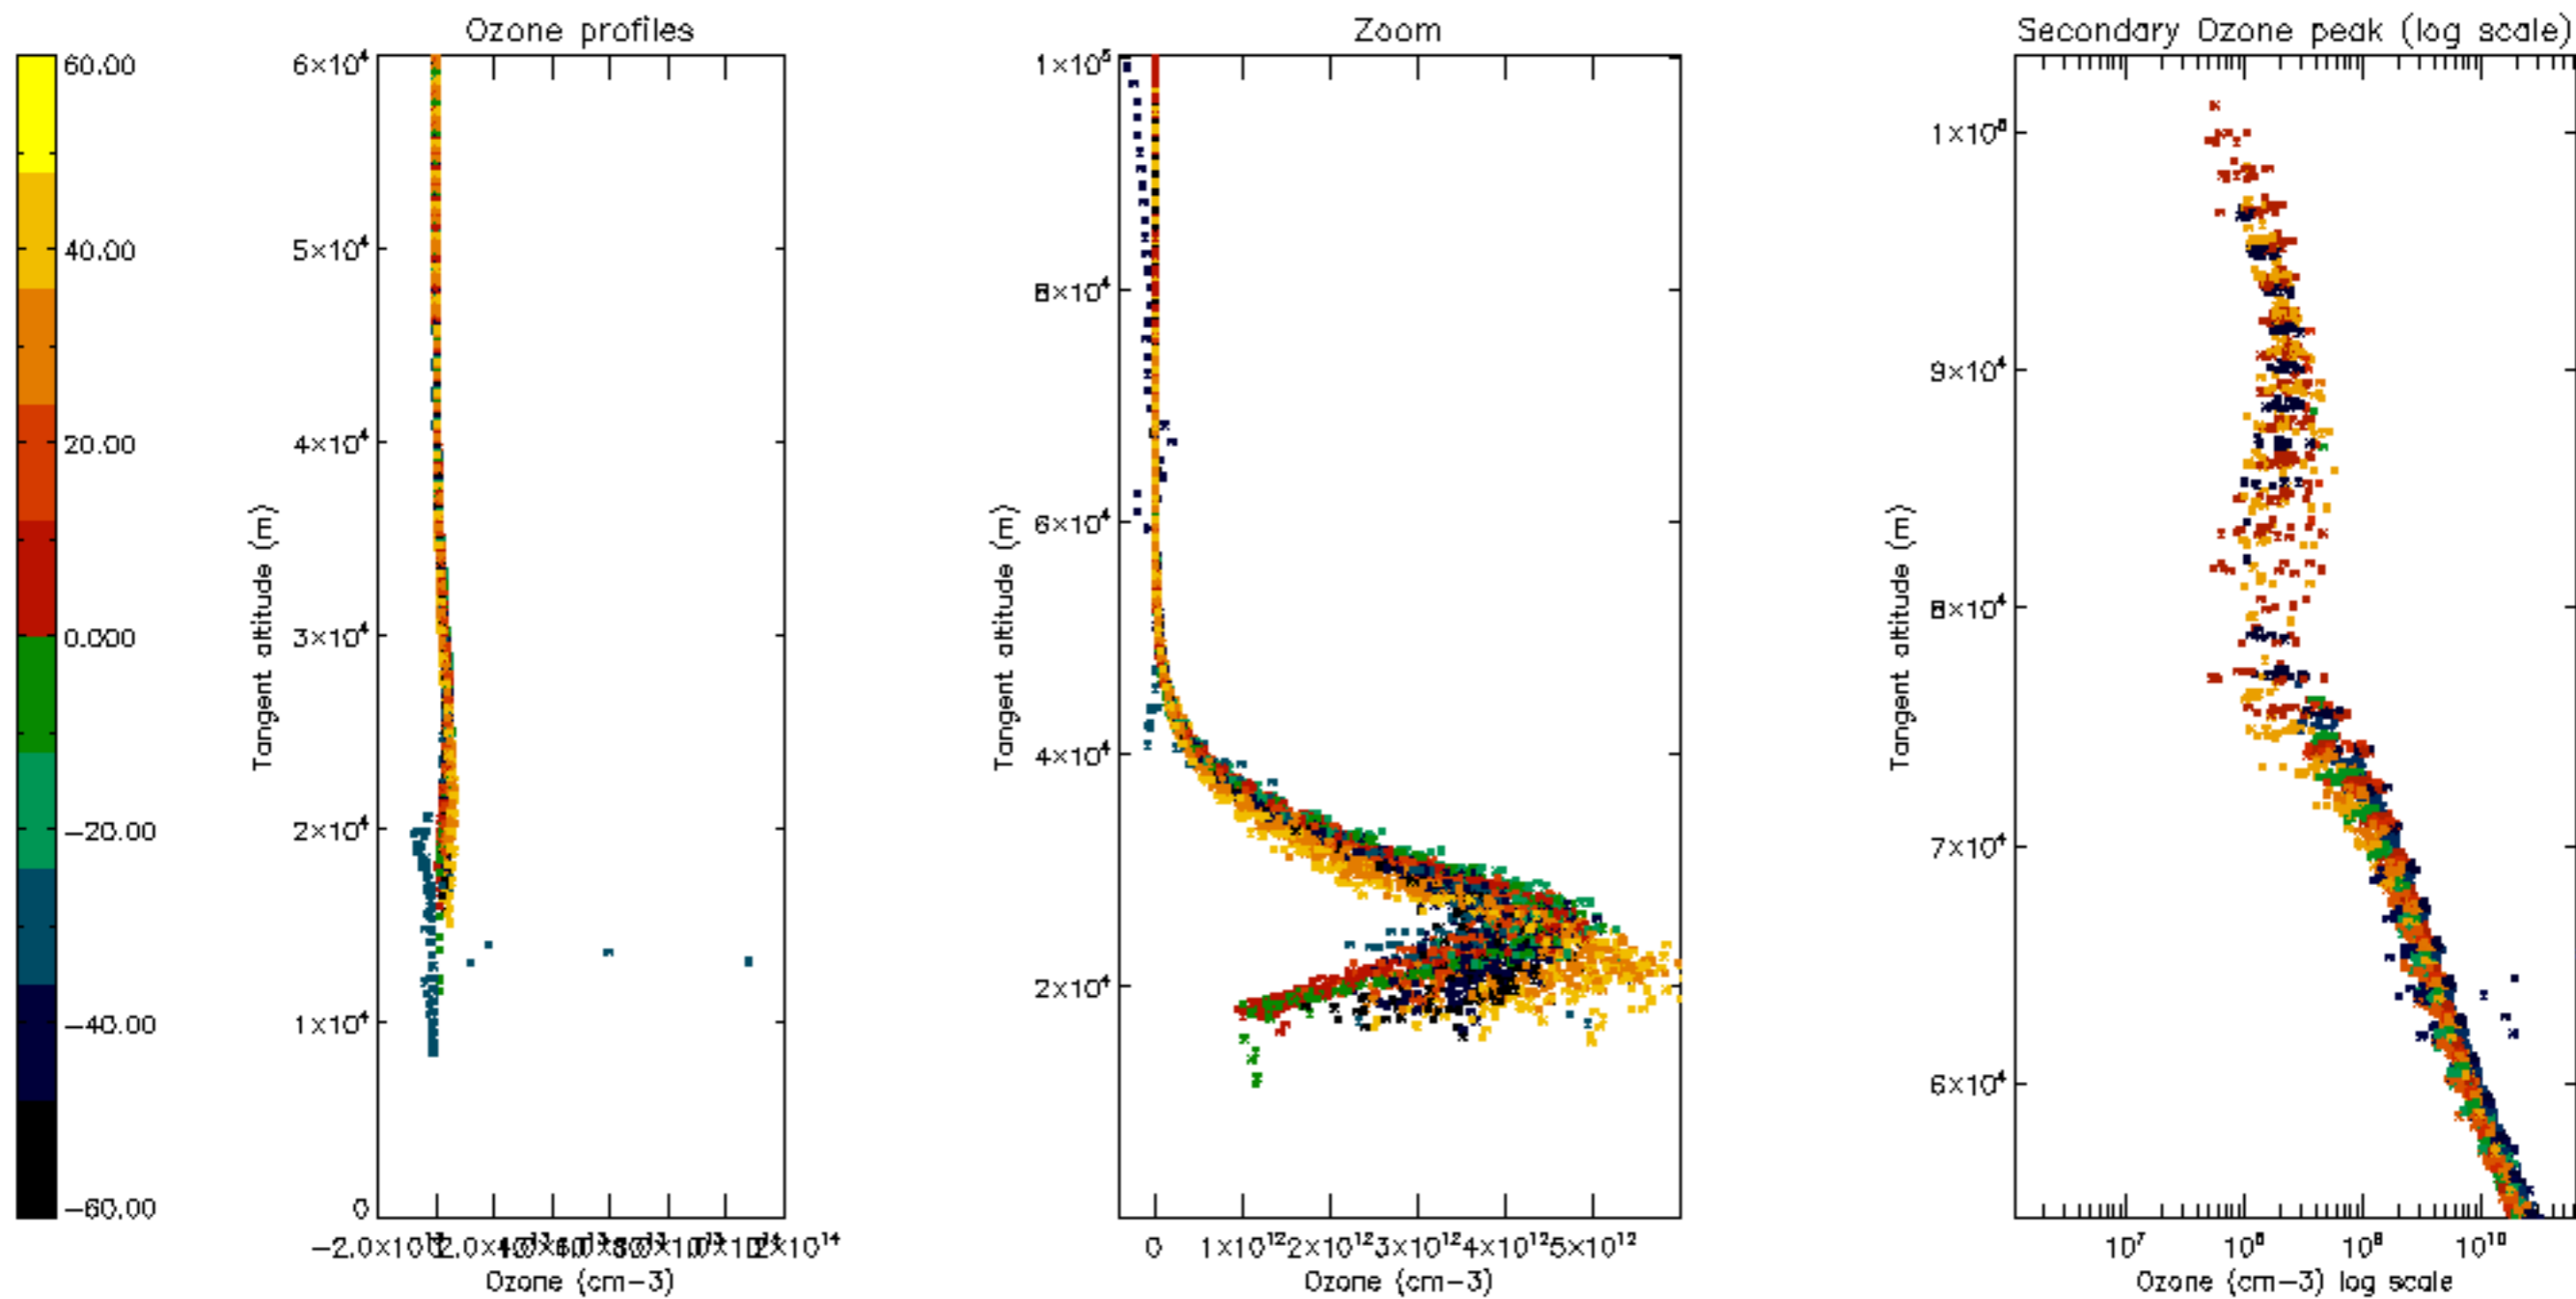 Ozone profiles
Zoom
Secondary Ozone peak (log scale)
60.00
40.00
20.00
0.000
−20.00
−40.00
−60.00
Tangent altitude (m)
6×10⁴
5×10⁴
4×10⁴
3×10⁴
2×10⁴
1×10⁴
0
Ozone (cm−3)
Tangent altitude (m)
1×10⁵
8×10⁴
6×10⁴
4×10⁴
2×10⁴
0 1×10¹² 2×10¹² 3×10¹² 4×10¹² 5×10¹²
Ozone (cm−3)
Tangent altitude (m)
9×10⁴
8×10⁴
7×10⁴
6×10⁴
10⁷ 10⁸ 10⁹ 10¹⁰
Ozone (cm−3) log scale